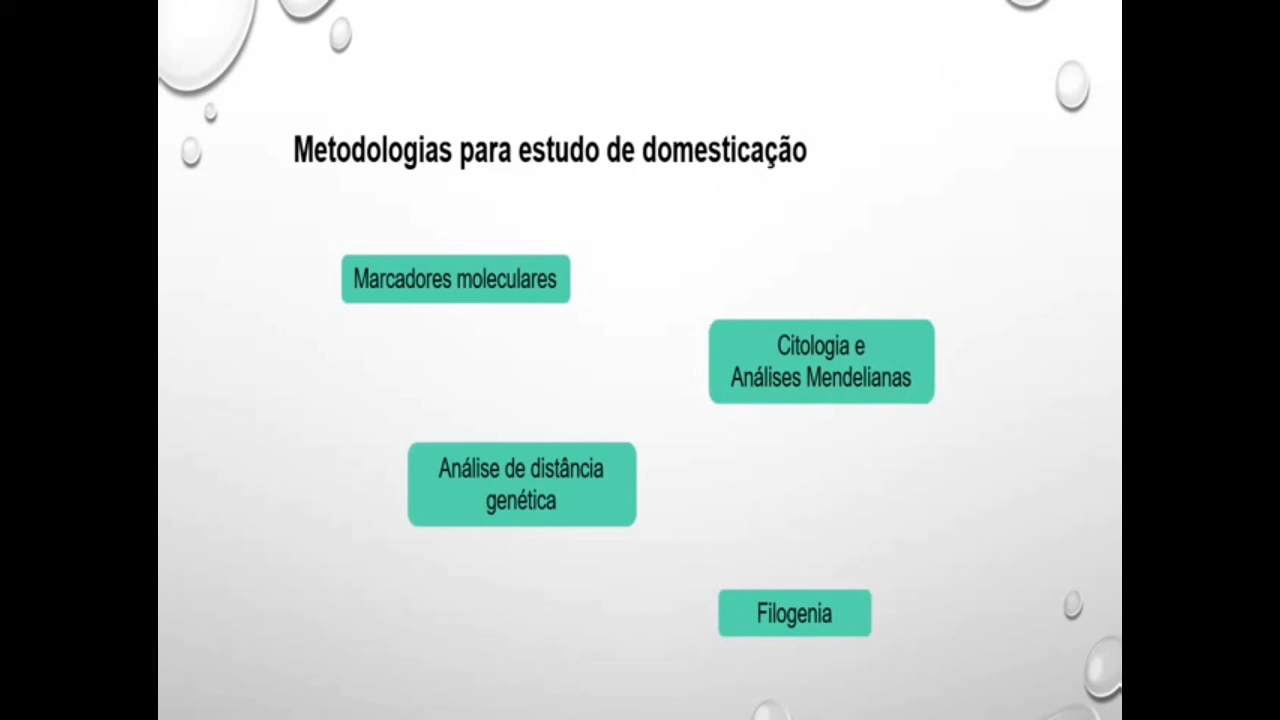 Metodologias para estudo de domesticação
Marcadores moleculares
Citologia e
Análises Mendelianas
Análise de distância
genética
Filogenia